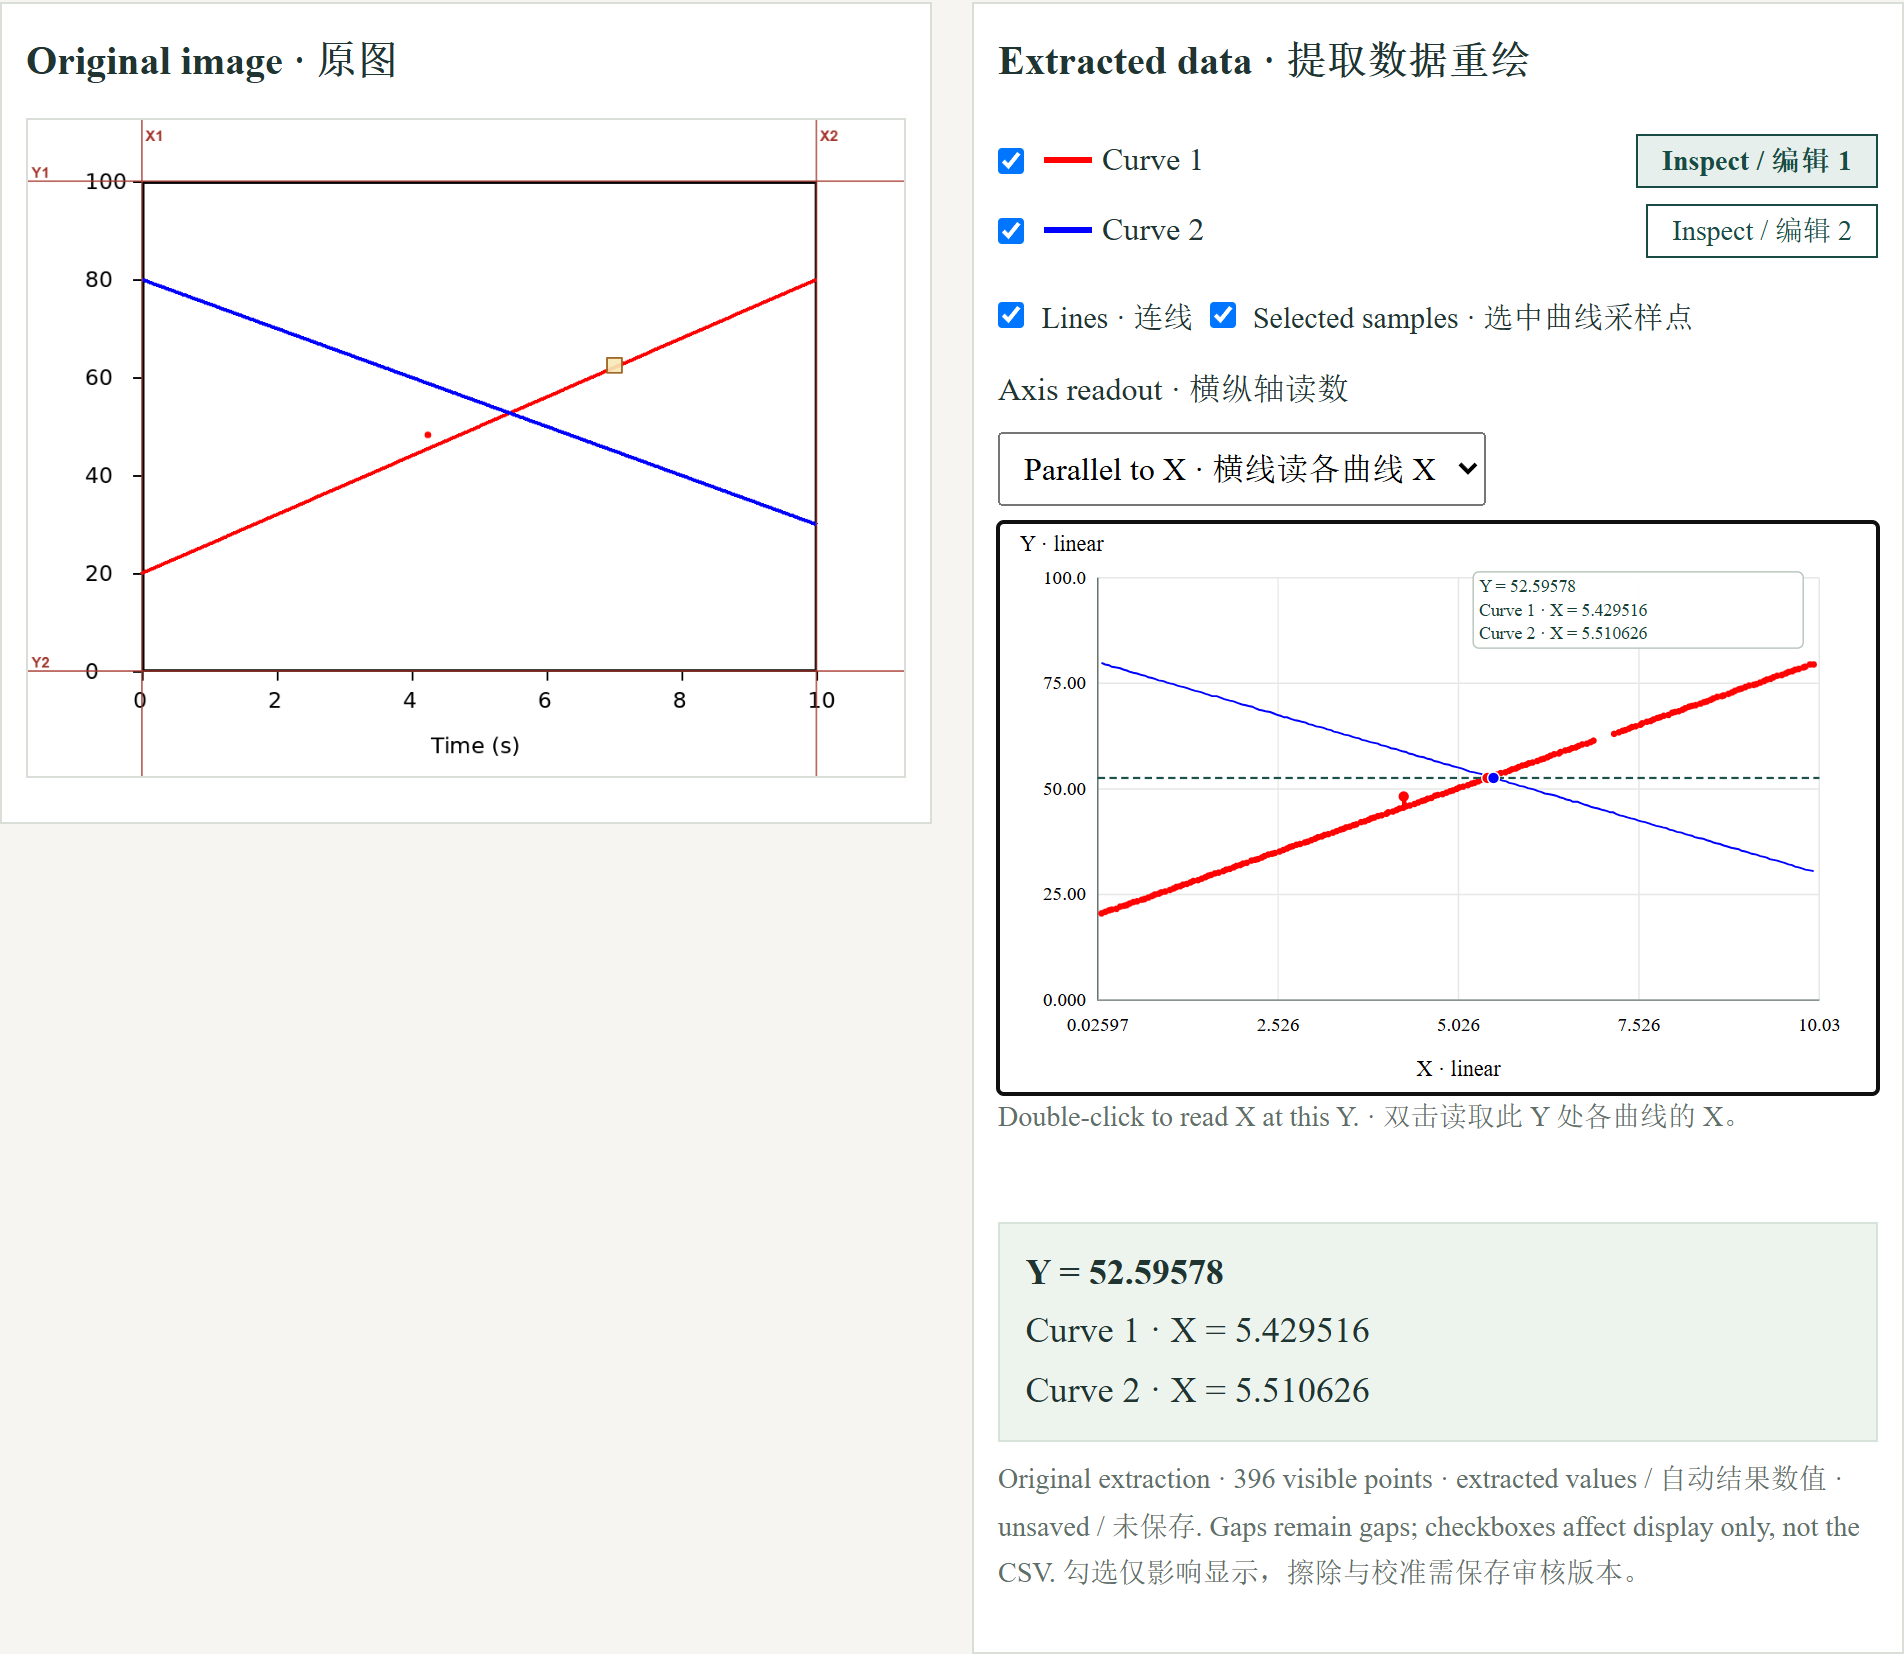 Original image · 原图
X1
X2
Y1
100
80
60
40
20
Y2
0
0
2
4
6
8
10
Time (s)
Extracted data · 提取数据重绘
Curve 1
Inspect / 编辑 1
Curve 2
Inspect / 编辑 2
Lines · 连线
Selected samples · 选中曲线采样点
Axis readout · 横纵轴读数
Parallel to X · 横线读各曲线 X
Y · linear
100.0
Y = 52.59578
Curve 1 · X = 5.429516
Curve 2 · X = 5.510626
75.00
50.00
25.00
0.000
0.02597
2.526
5.026
7.526
10.03
X · linear
Double-click to read X at this Y. · 双击读取此 Y 处各曲线的 X。
Y = 52.59578
Curve 1 · X = 5.429516
Curve 2 · X = 5.510626
Original extraction · 396 visible points · extracted values / 自动结果数值 ·
unsaved / 未保存. Gaps remain gaps; checkboxes affect display only, not the
CSV. 勾选仅影响显示，擦除与校准需保存审核版本。